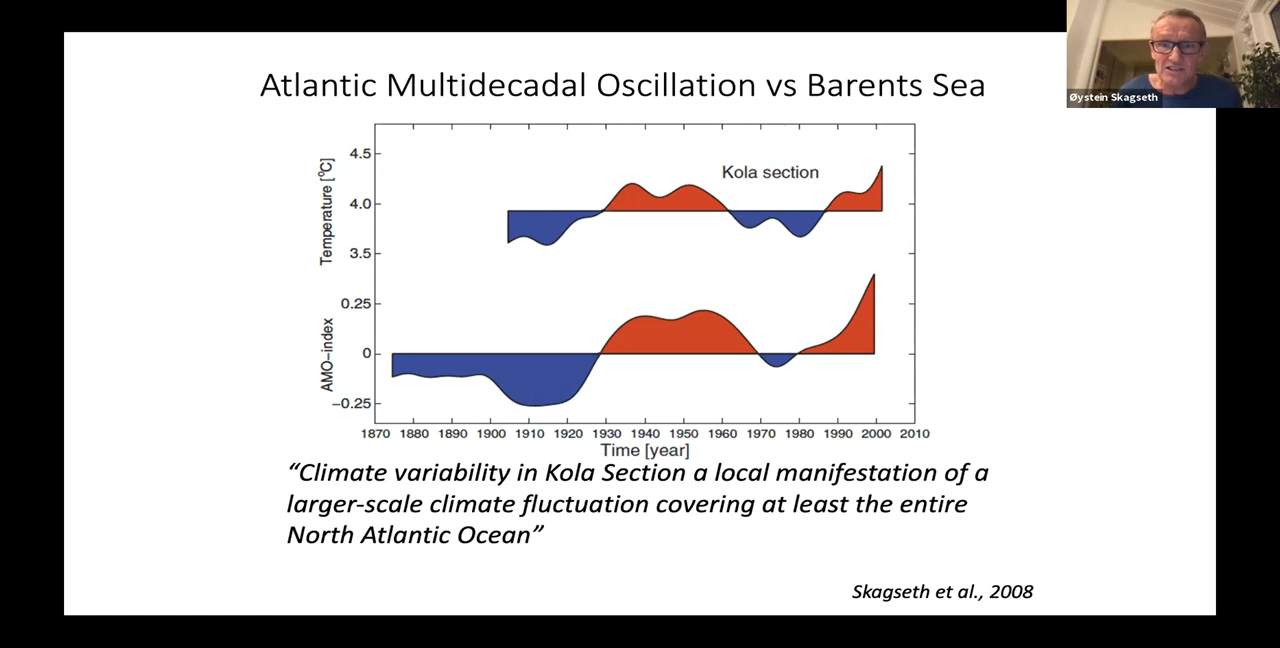 Øystein Skagseth
Atlantic Multidecadal Oscillation vs Barents Sea
Temperature [°C]
4.5
4.0
3.5
Kola section
AMO-index
0.25
0
−0.25
1870 1880 1890 1900 1910 1920 1930 1940 1950 1960 1970 1980 1990 2000 2010
Time [year]
“Climate variability in Kola Section a local manifestation of a
larger-scale climate fluctuation covering at least the entire
North Atlantic Ocean”
Skagseth et al., 2008